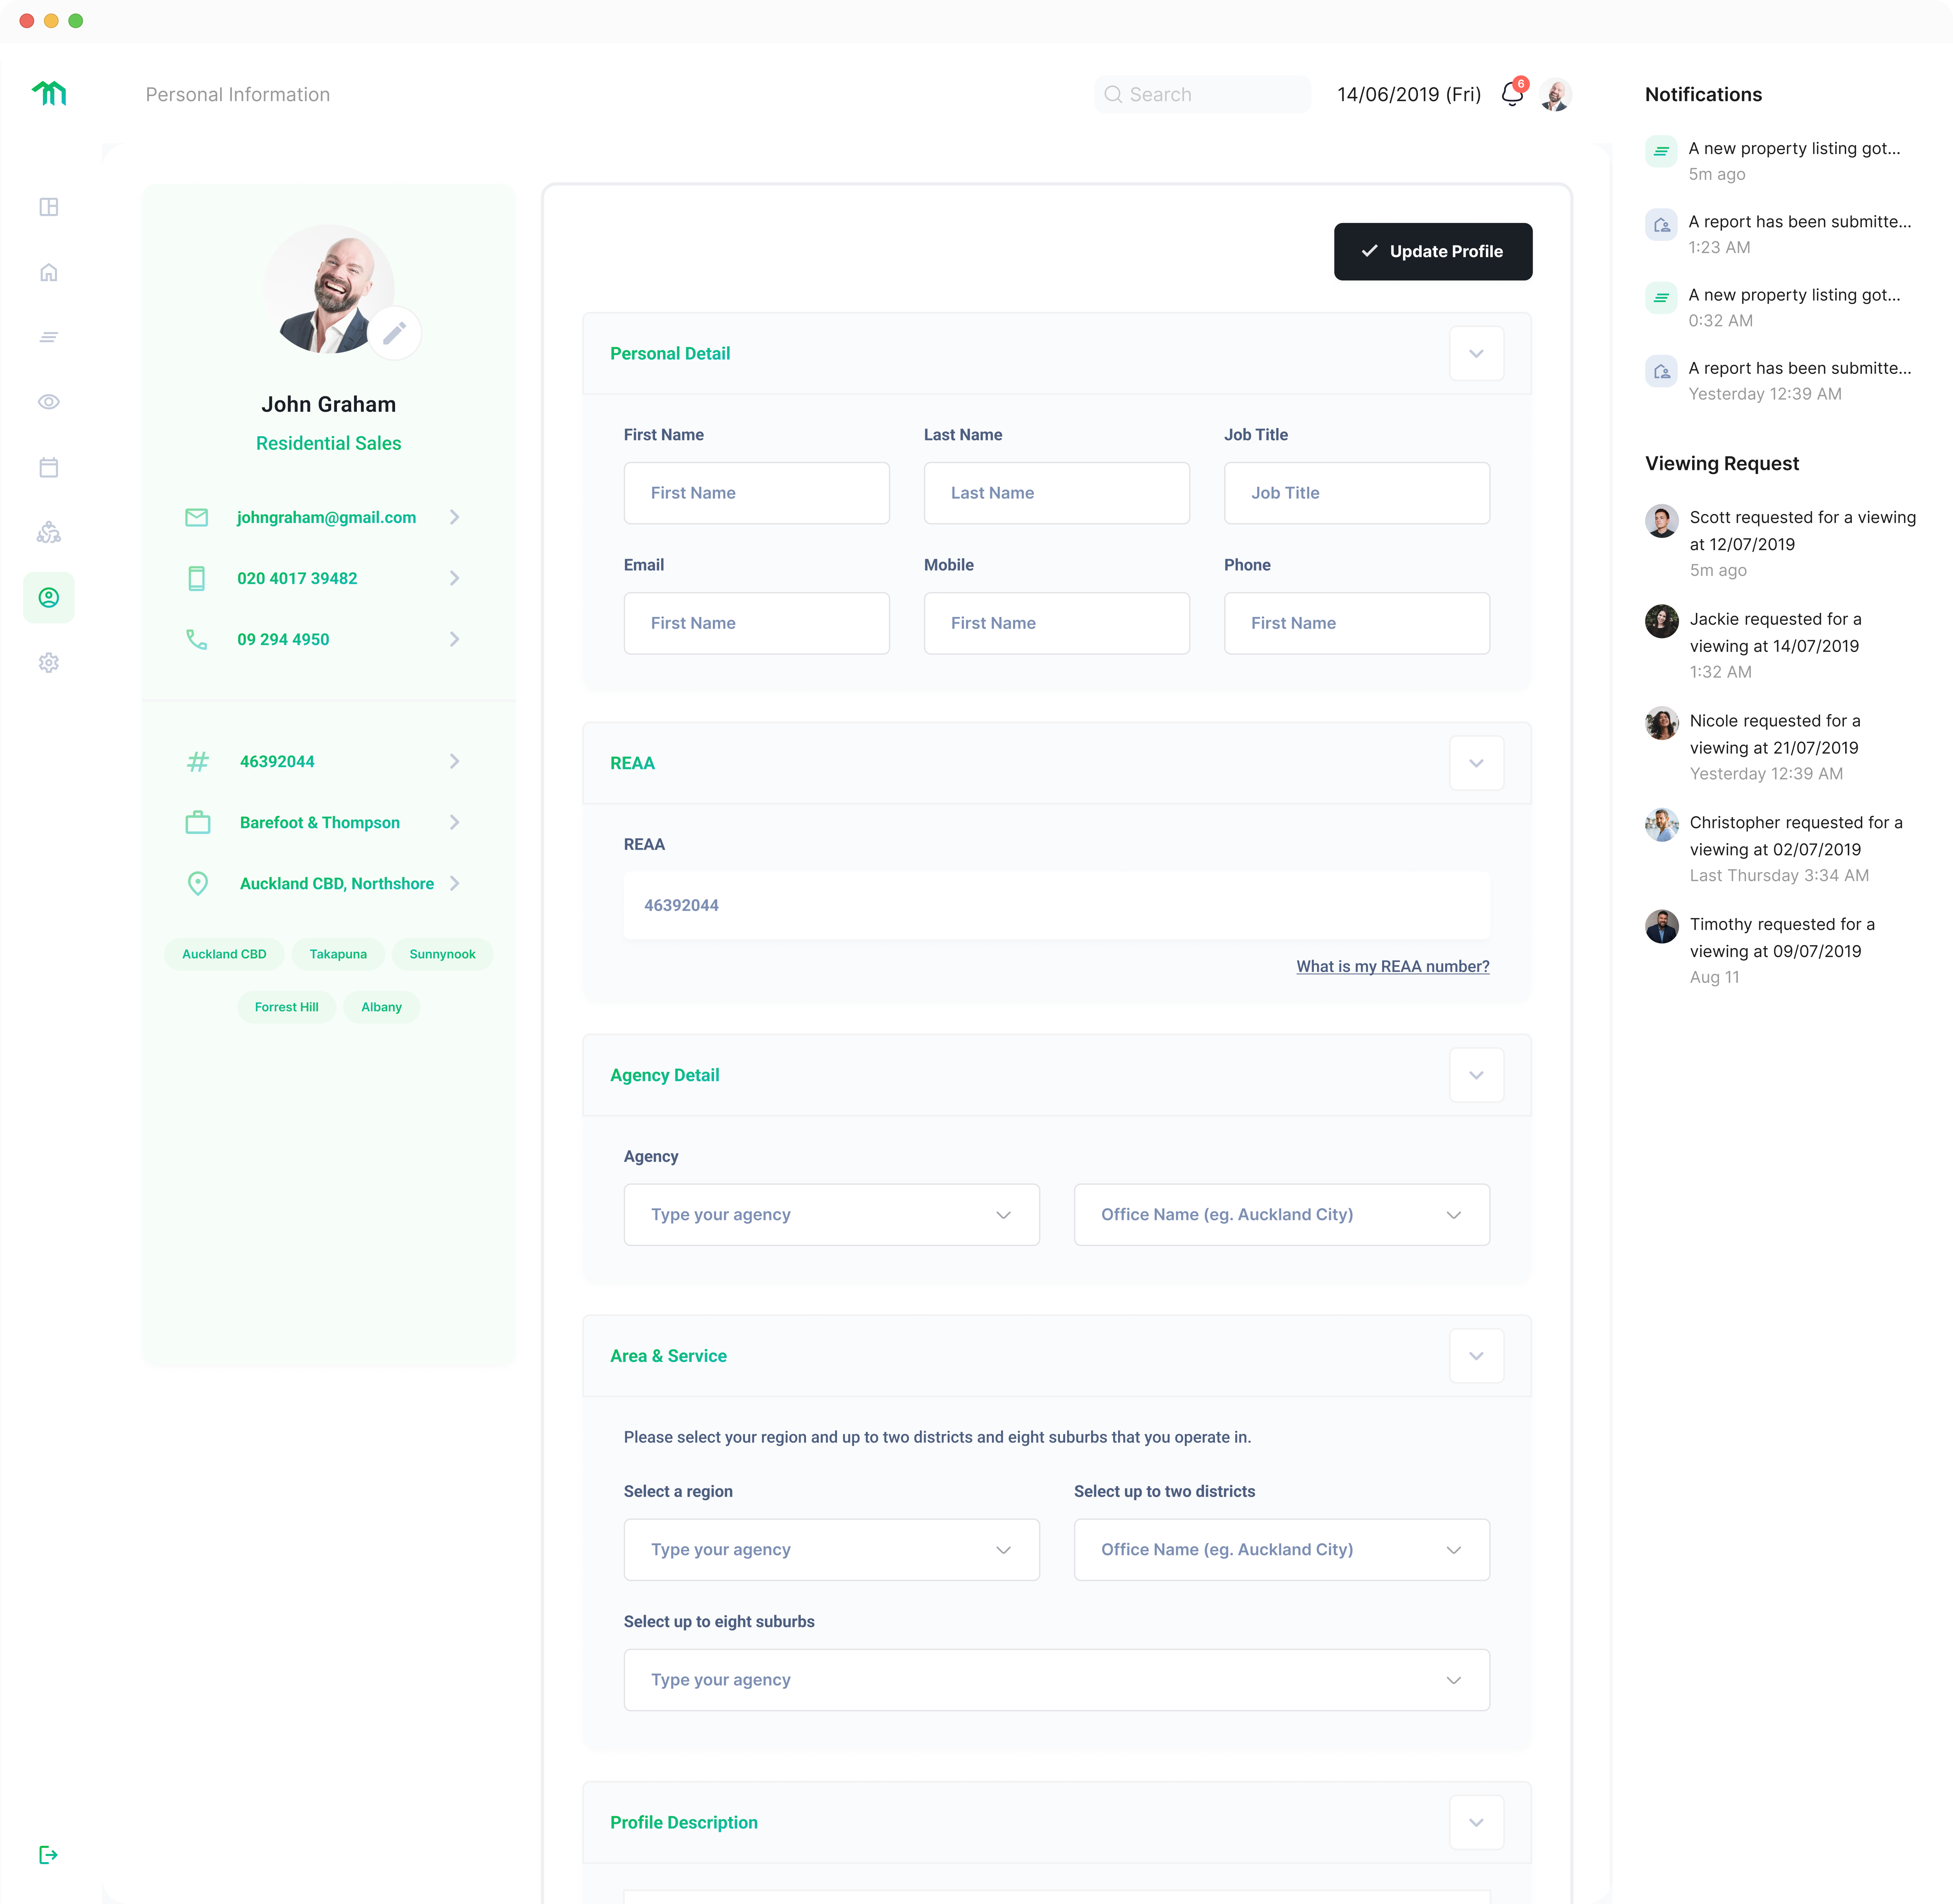 Personal Information
Search
14/06/2019 (Fri)
6
John Graham
Residential Sales
johngraham@gmail.com
020 4017 39482
09 294 4950
46392044
Barefoot & Thompson
Auckland CBD, Northshore
Auckland CBD
Takapuna
Sunnynook
Forrest Hill
Albany
Update Profile
Personal Detail
First Name
Last Name
Job Title
First Name
Last Name
Job Title
Email
Mobile
Phone
First Name
First Name
First Name
REAA
REAA
46392044
What is my REAA number?
Agency Detail
Agency
Type your agency
Office Name (eg. Auckland City)
Area & Service
Please select your region and up to two districts and eight suburbs that you operate in.
Select a region
Select up to two districts
Type your agency
Office Name (eg. Auckland City)
Select up to eight suburbs
Type your agency
Profile Description
Notifications
A new property listing got...
5m ago
A report has been submitte...
1:23 AM
A new property listing got...
0:32 AM
A report has been submitte...
Yesterday 12:39 AM
Viewing Request
Scott requested for a viewing
at 12/07/2019
5m ago
Jackie requested for a
viewing at 14/07/2019
1:32 AM
Nicole requested for a
viewing at 21/07/2019
Yesterday 12:39 AM
Christopher requested for a
viewing at 02/07/2019
Last Thursday 3:34 AM
Timothy requested for a
viewing at 09/07/2019
Aug 11